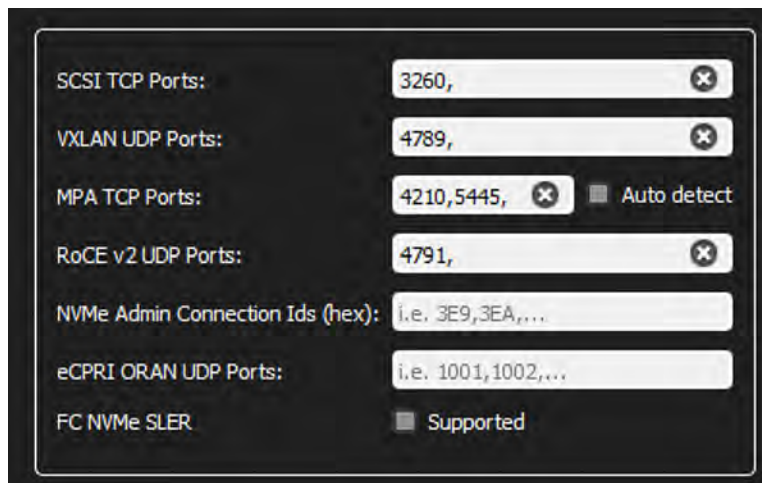 SCSI TCP Ports: 3260,
VXLAN UDP Ports: 4789,
MPA TCP Ports: 4210,5445, Auto detect
RoCE v2 UDP Ports: 4791,
NVMe Admin Connection Ids (hex): i.e. 3E9,3EA,...
eCPRI ORAN UDP Ports: i.e. 1001,1002,...
FC NVMe SLER Supported